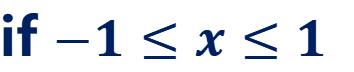 if −1 ≤ x ≤ 1